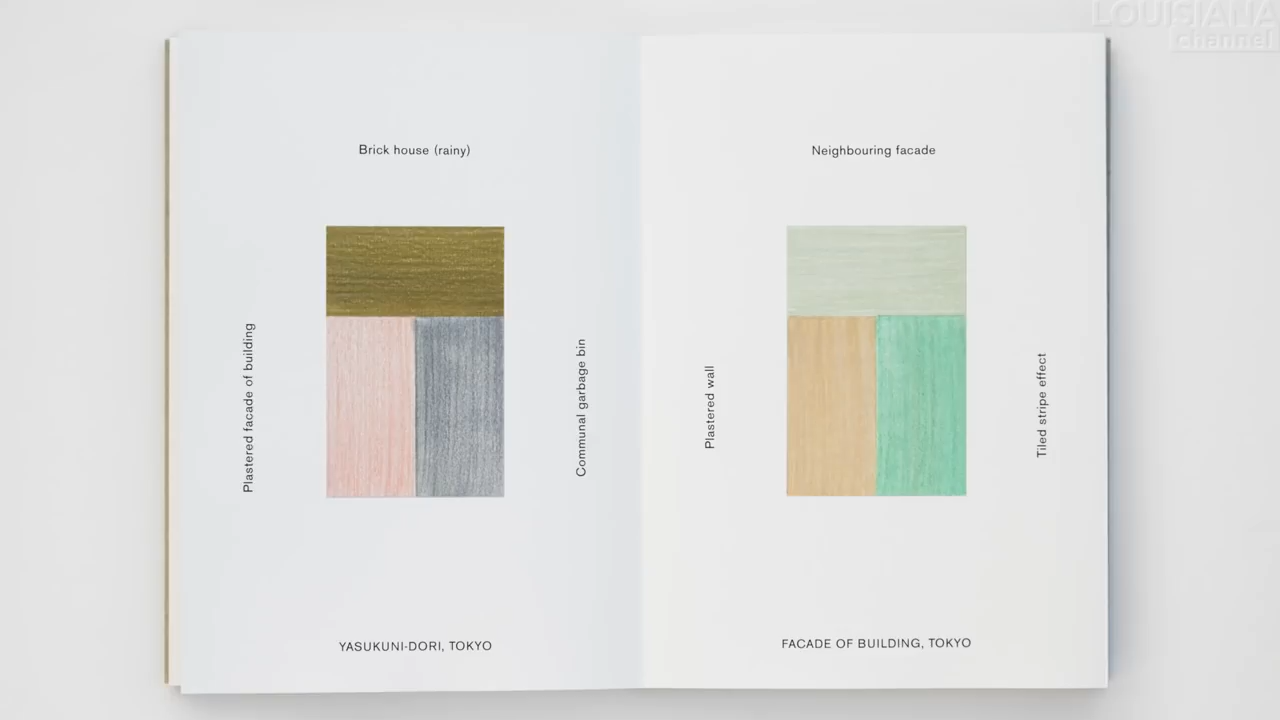 LOUISIANA
channel
Brick house (rainy)
Plastered facade of building
Communal garbage bin
YASUKUNI-DORI, TOKYO
Neighbouring facade
Plastered wall
Tiled stripe effect
FACADE OF BUILDING, TOKYO